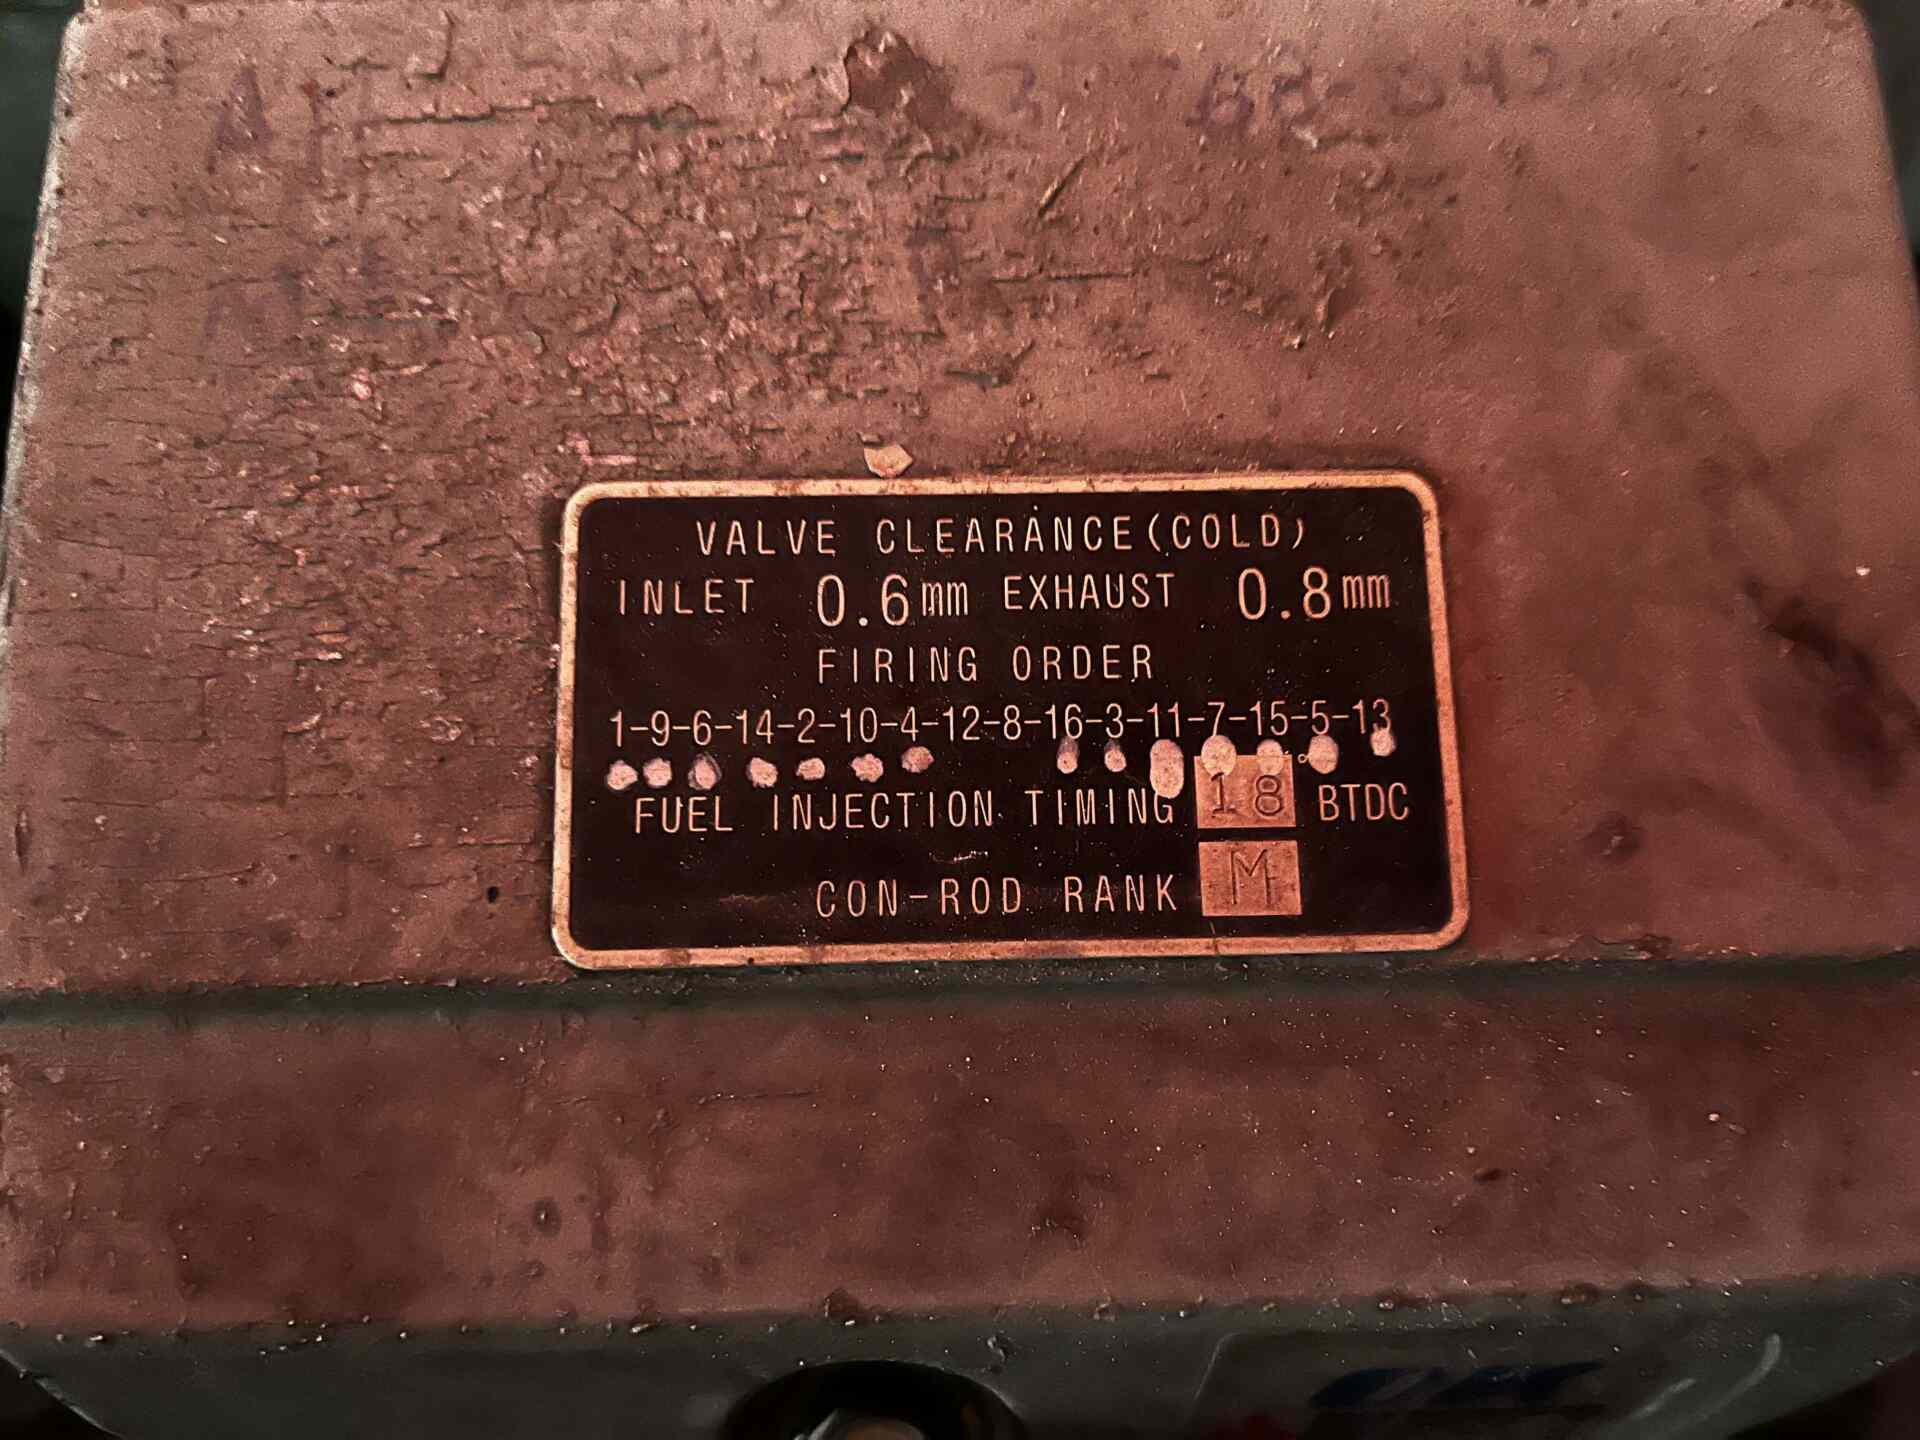 VALVE CLEARANCE(COLD)
INLET 0.6mm EXHAUST 0.8mm
FIRING ORDER
1-9-6-14-2-10-4-12-8-16-3-11-7-15-5-13
FUEL INJECTION TIMING 18 BTDC
CON-ROD RANK M